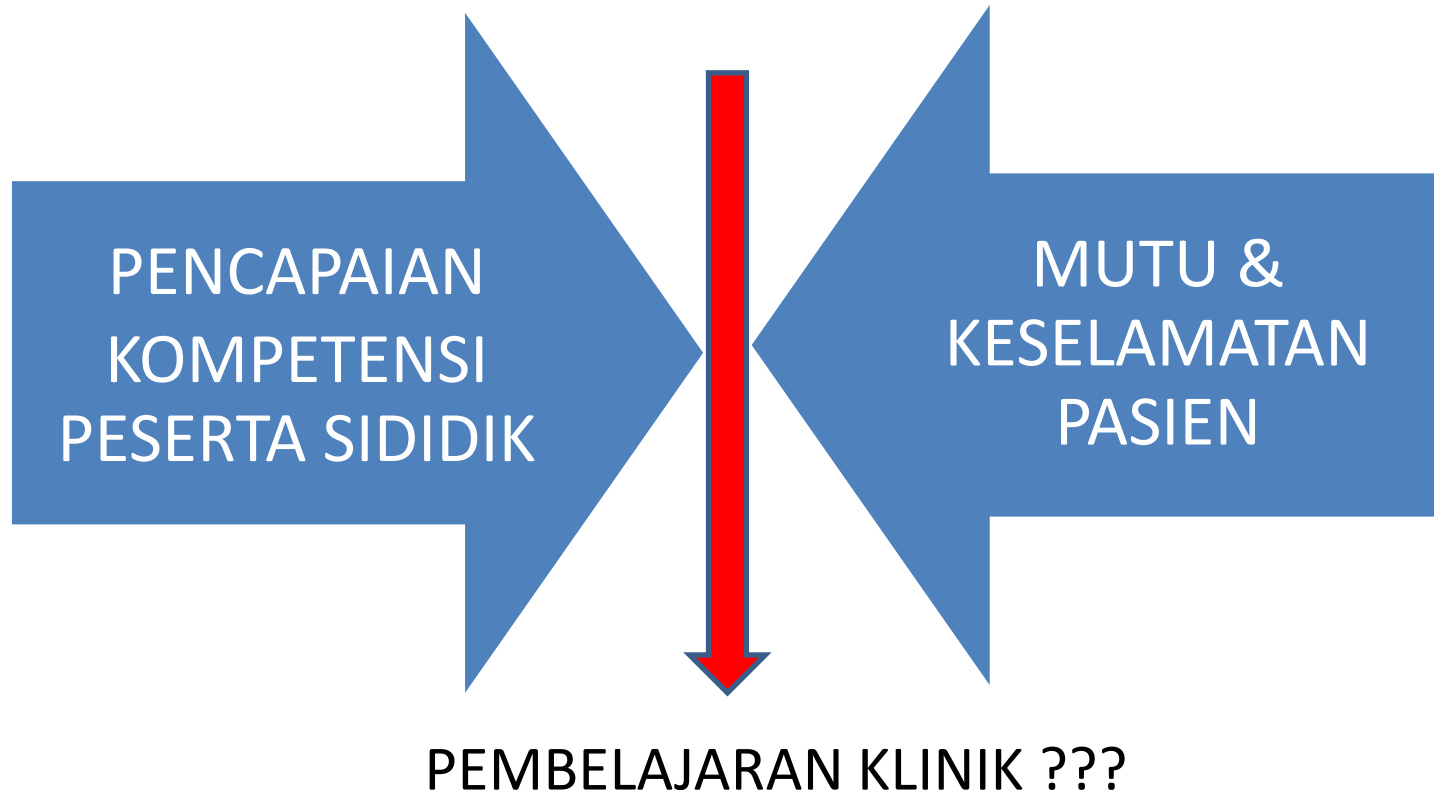 PENCAPAIAN
KOMPETENSI
PESERTA SIDIDIK
MUTU &
KESELAMATAN
PASIEN
PEMBELAJARAN KLINIK ???